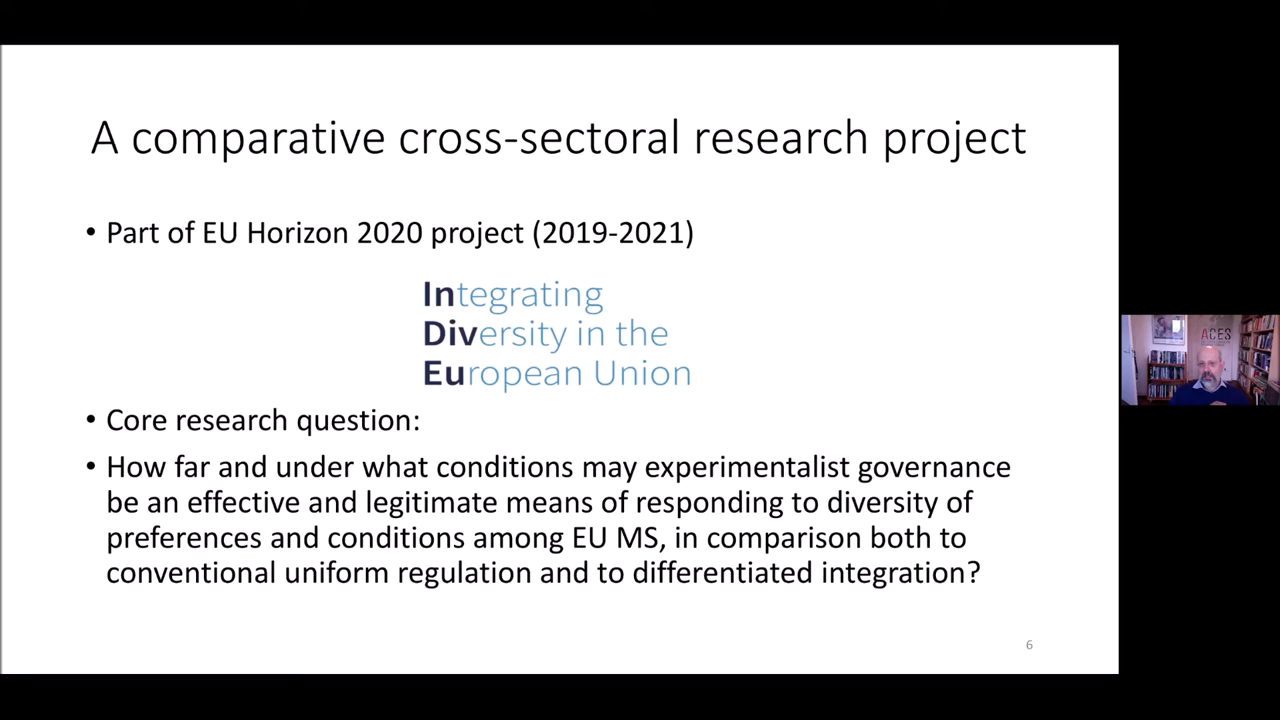 A comparative cross-sectoral research project
• Part of EU Horizon 2020 project (2019-2021)
Integrating
Diversity in the
European Union
• Core research question:
• How far and under what conditions may experimentalist governance
be an effective and legitimate means of responding to diversity of
preferences and conditions among EU MS, in comparison both to
conventional uniform regulation and to differentiated integration?
6
ACES